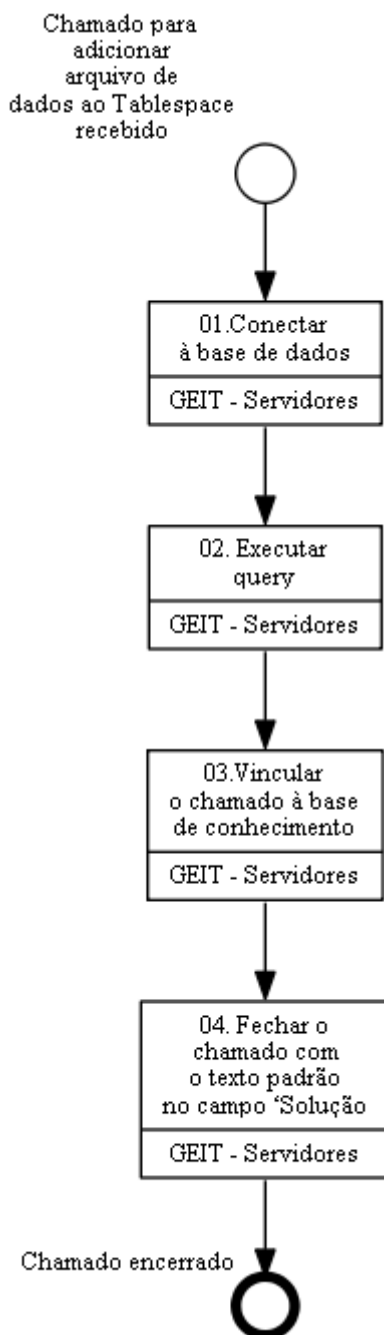 Chamado para
adicionar
arquivo de
dados ao Tablespace
recebido
01.Conectar
à base de dados
GEIT - Servidores
02. Executar
query
GEIT - Servidores
03.Vincular
o chamado à base
de conhecimento
GEIT - Servidores
04. Fechar o
chamado com
o texto padrão
no campo ‘Solução
GEIT - Servidores
Chamado encerrado